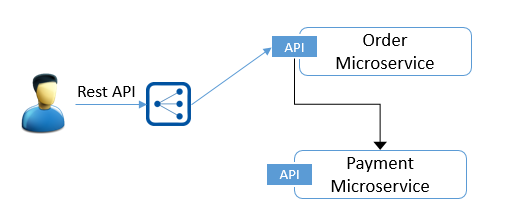 Rest API
API
Order
Microservice
API
Payment
Microservice